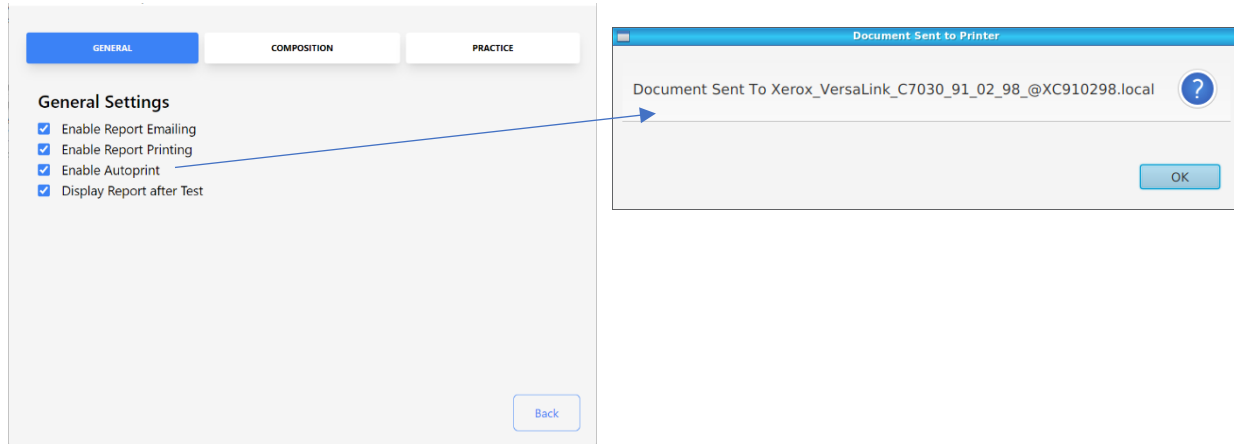 GENERAL
COMPOSITION
PRACTICE
General Settings
Enable Report Emailing
Enable Report Printing
Enable Autoprint
Display Report after Test
Back
Document Sent to Printer
Document Sent To Xerox_VersaLink_C7030_91_02_98_@XC910298.local
?
OK